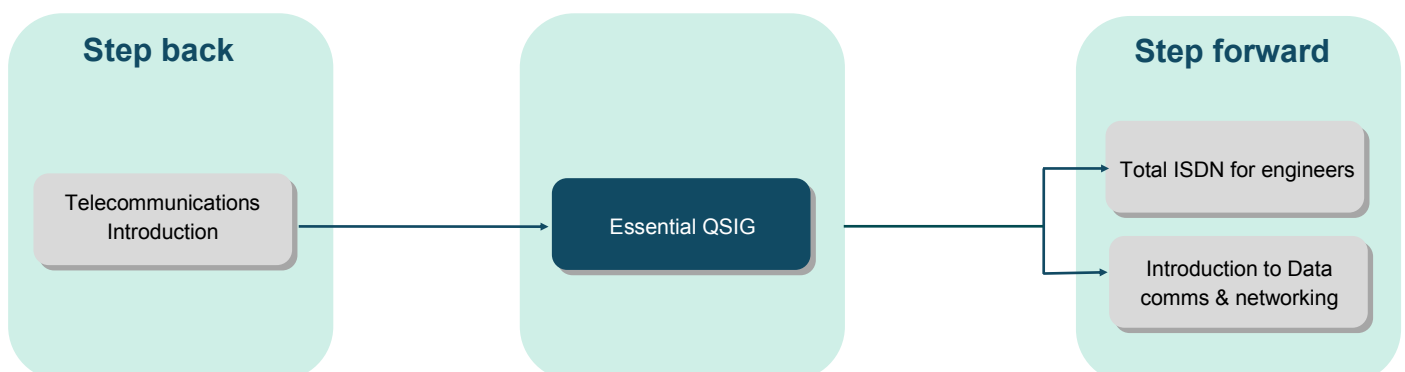 Step back
Telecommunications
Introduction
Essential QSIG
Step forward
Total ISDN for engineers
Introduction to Data
comms & networking